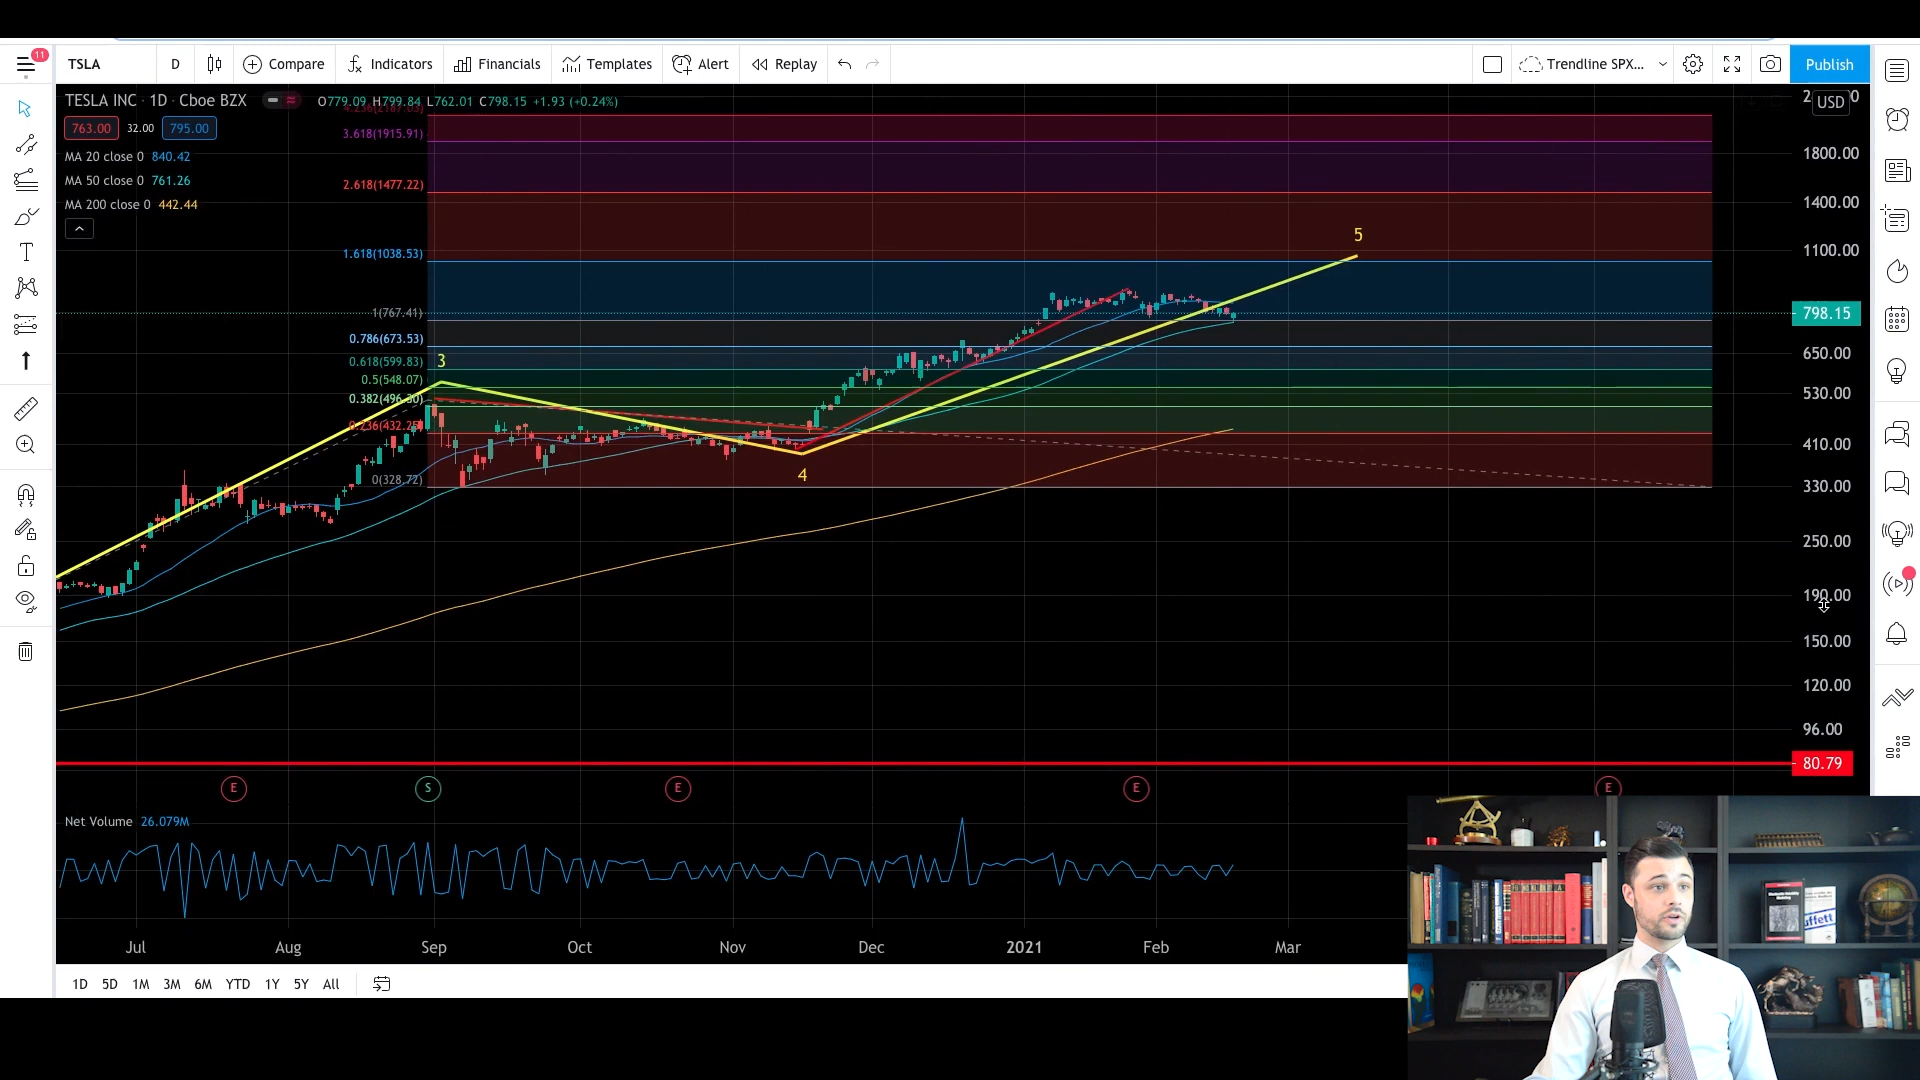 11
TSLA D Compare Indicators Financials Templates Alert Replay Trendline SPX... Publish
TESLA INC · 1D · Cboe BZX O779.09 H799.84 L762.01 C798.15 +1.93 (+0.24%)
763.00 32.00 795.00
MA 20 close 0 840.42
MA 50 close 0 761.26
MA 200 close 0 442.44
USD
3.618(1915.91)
2.618(1477.22)
1.618(1038.53)
1(767.41)
0.786(673.53)
0.618(599.83)
0.5(548.07)
0.382(496.30)
0(328.72)
3
4
5
1800.00
1400.00
1100.00
798.15
650.00
530.00
410.00
330.00
250.00
190.00
150.00
120.00
96.00
80.79
E S E E E
Net Volume 26.079M
Jul Aug Sep Oct Nov Dec 2021 Feb Mar
1D 5D 1M 3M 6M YTD 1Y 5Y All
uffett